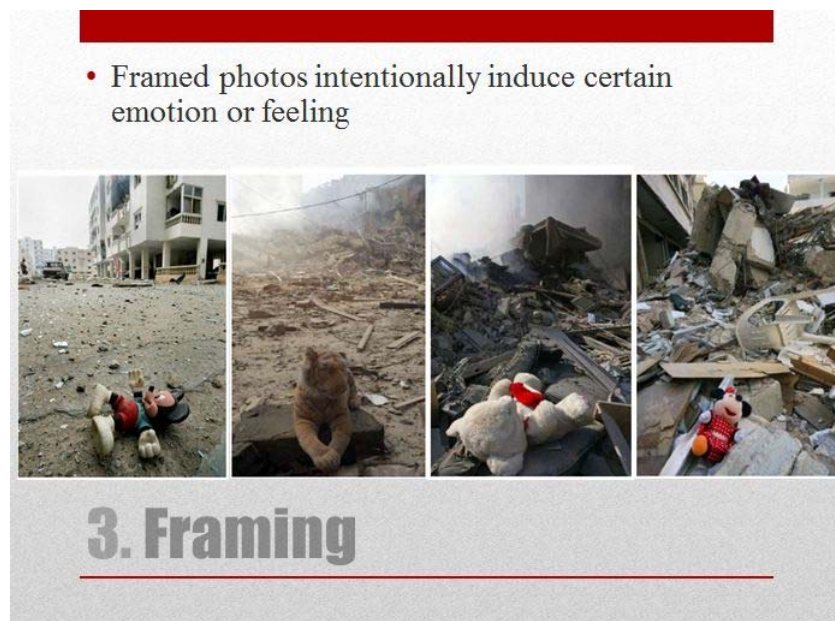 • Framed photos intentionally induce certain
emotion or feeling
3. Framing